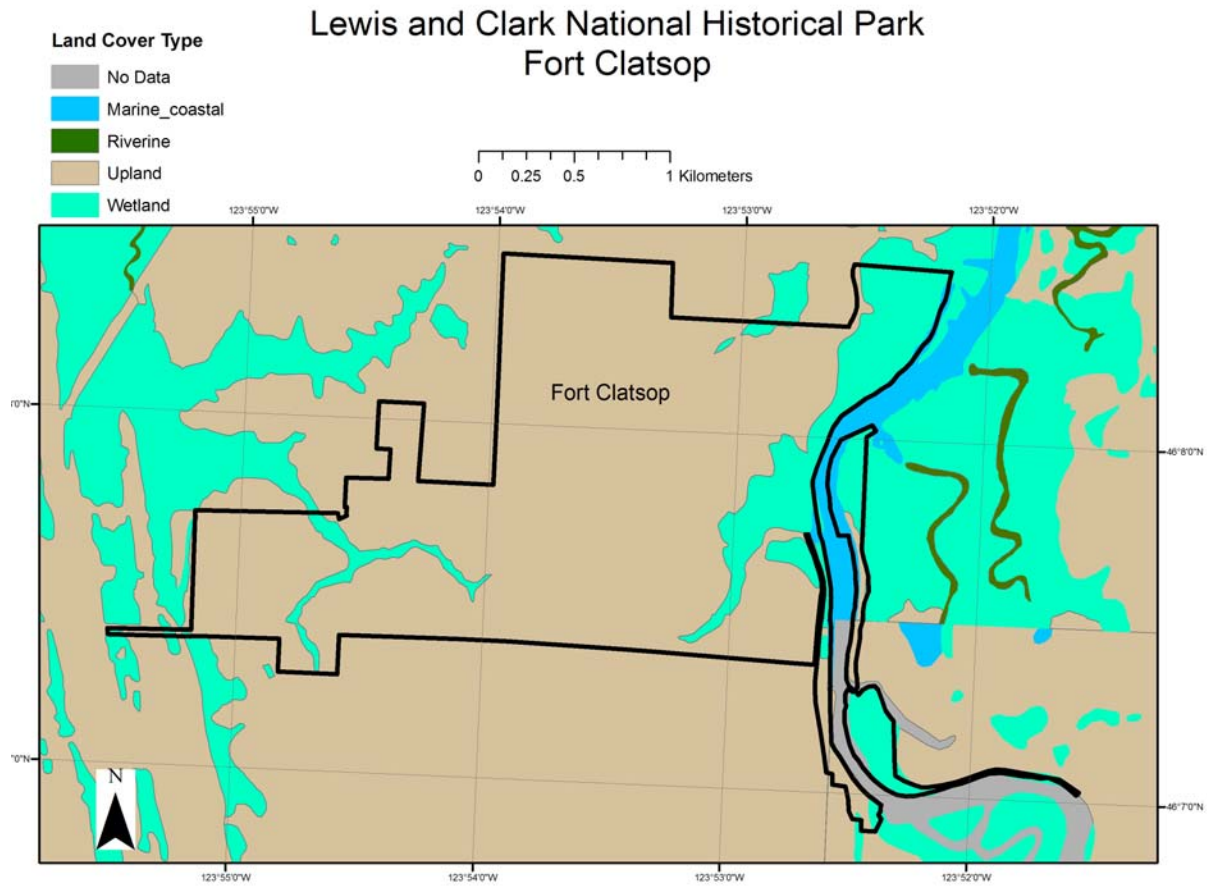 Lewis and Clark National Historical Park
Fort Clatsop
Land Cover Type
No Data
Marine_coastal
Riverine
Upland
Wetland
0 0.25 0.5 1 Kilometers
123°55'0"W 123°54'0"W 123°53'0"W 123°52'0"W
Fort Clatsop
'0"N
46°8'0"N
°0"N
46°7'0"N
N
123°55'0"W 123°54'0"W 123°53'0"W 123°52'0"W